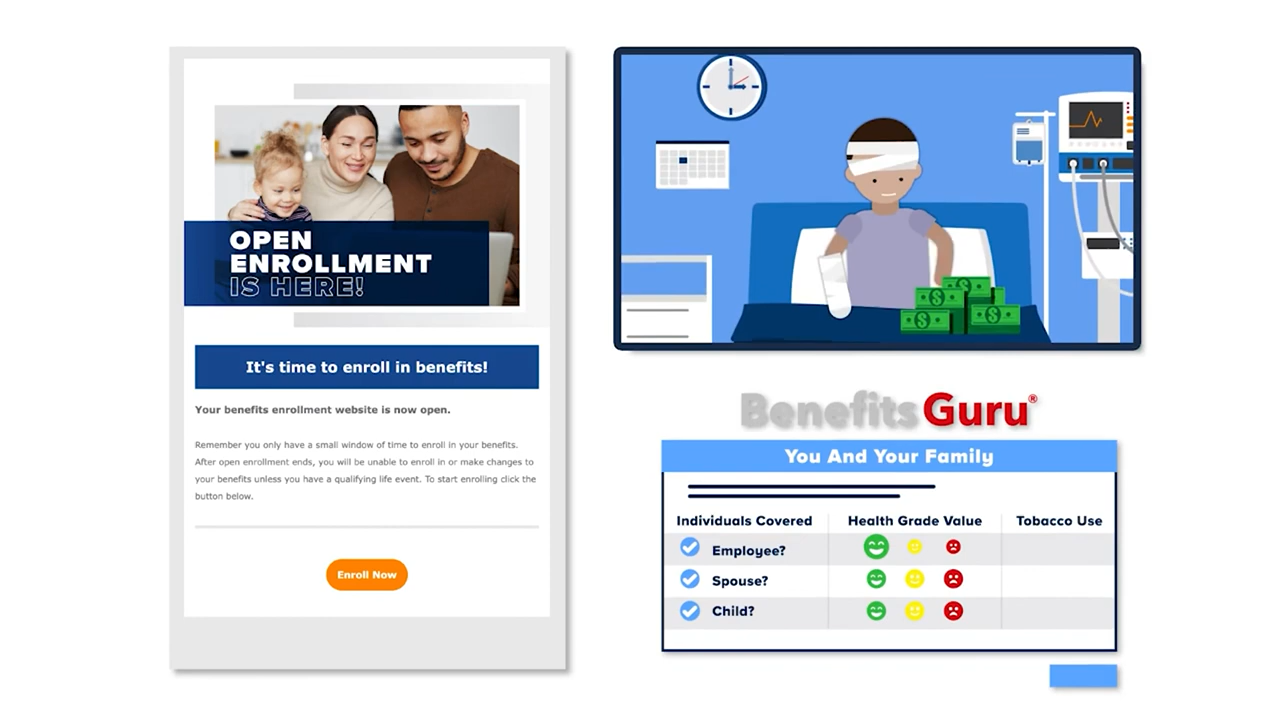 OPEN
ENROLLMENT
IS HERE!
It's time to enroll in benefits!
Your benefits enrollment website is now open.
Remember you only have a small window of time to enroll in your benefits.
After open enrollment ends, you will be unable to enroll in or make changes to
your benefits unless you have a qualifying life event. To start enrolling click the
button below.
Enroll Now
$ $ $ $
BenefitsGuru®
You And Your Family
Individuals Covered Health Grade Value Tobacco Use
Employee?
Spouse?
Child?